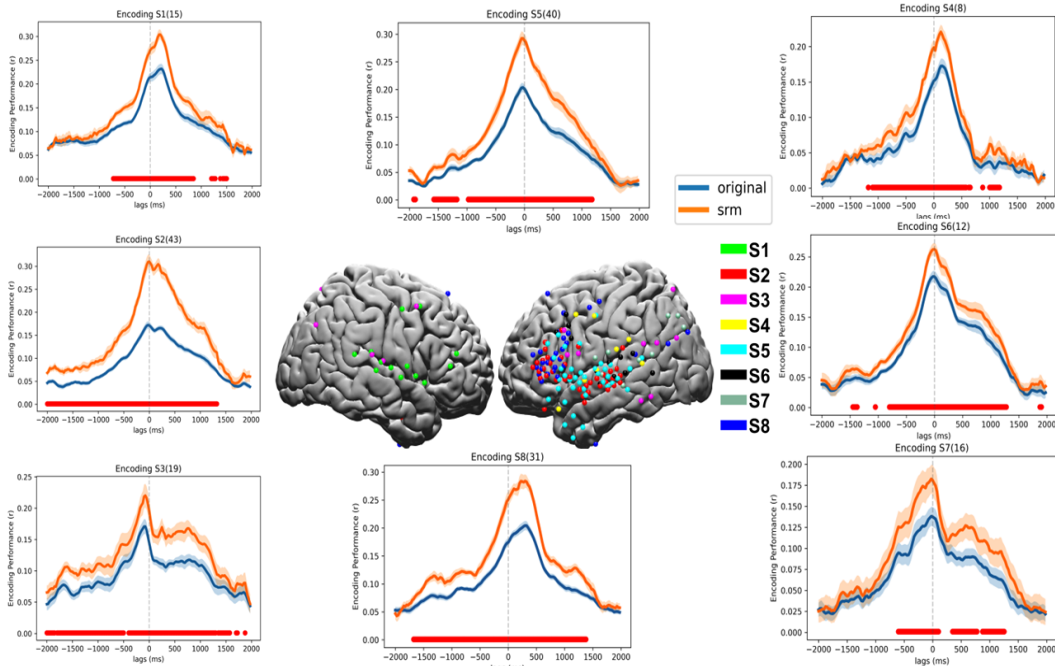 Encoding S1(15)
Encoding Performance (r)
0.30
0.25
0.20
0.15
0.10
0.05
0.00
-2000 -1500 -1000 -500 0 500 1000 1500 2000
lags (ms)
Encoding S5(40)
Encoding Performance (r)
0.30
0.25
0.20
0.15
0.10
0.05
0.00
-2000 -1500 -1000 -500 0 500 1000 1500 2000
lags (ms)
Encoding S4(8)
Encoding Performance (r)
0.20
0.15
0.10
0.05
0.00
-2000 -1500 -1000 -500 0 500 1000 1500 2000
lags (ms)
original
srm
Encoding S2(43)
Encoding Performance (r)
0.30
0.25
0.20
0.15
0.10
0.05
0.00
-2000 -1500 -1000 -500 0 500 1000 1500 2000
lags (ms)
S1
S2
S3
S4
S5
S6
S7
S8
Encoding S6(12)
Encoding Performance (r)
0.25
0.20
0.15
0.10
0.05
0.00
-2000 -1500 -1000 -500 0 500 1000 1500 2000
lags (ms)
Encoding S3(19)
Encoding Performance (r)
0.25
0.20
0.15
0.10
0.05
0.00
-2000 -1500 -1000 -500 0 500 1000 1500 2000
lags (ms)
Encoding S8(31)
Encoding Performance (r)
0.30
0.25
0.20
0.15
0.10
0.05
0.00
-2000 -1500 -1000 -500 0 500 1000 1500 2000
Encoding S7(16)
Encoding Performance (r)
0.200
0.175
0.150
0.125
0.100
0.075
0.050
0.025
0.000
-2000 -1500 -1000 -500 0 500 1000 1500 2000
lags (ms)